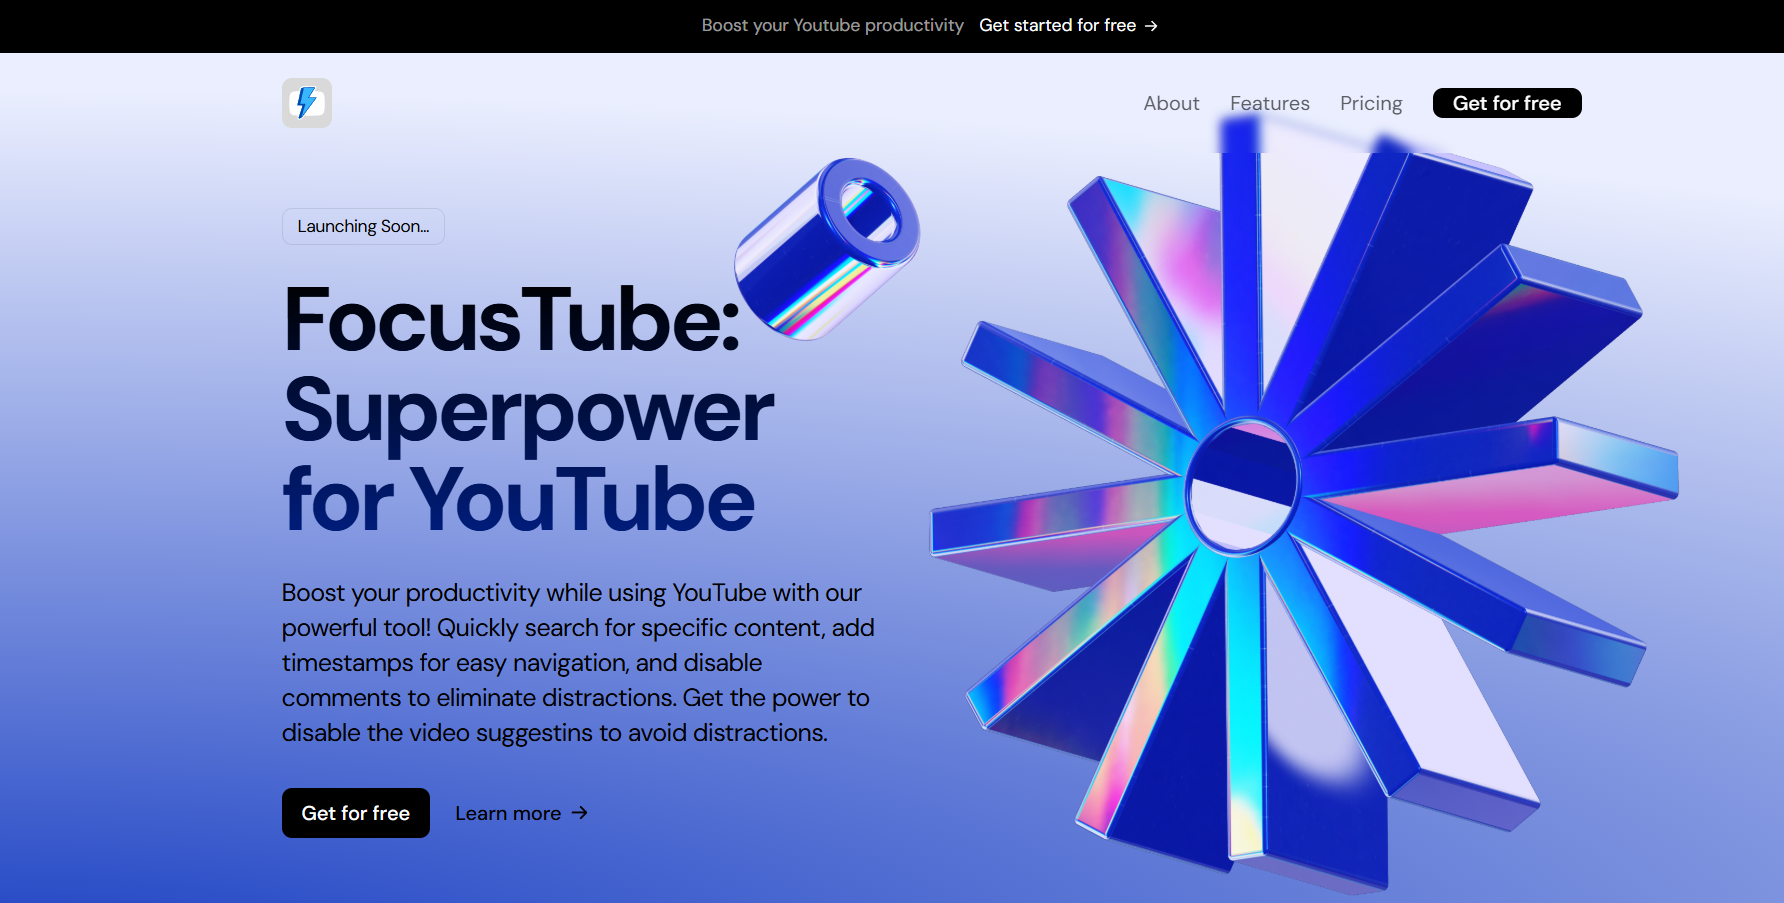 Boost your Youtube productivity Get started for free →
About Features Pricing Get for free
Launching Soon...
FocusTube:
Superpower
for YouTube
Boost your productivity while using YouTube with our
powerful tool! Quickly search for specific content, add
timestamps for easy navigation, and disable
comments to eliminate distractions. Get the power to
disable the video suggestins to avoid distractions.
Get for free Learn more →